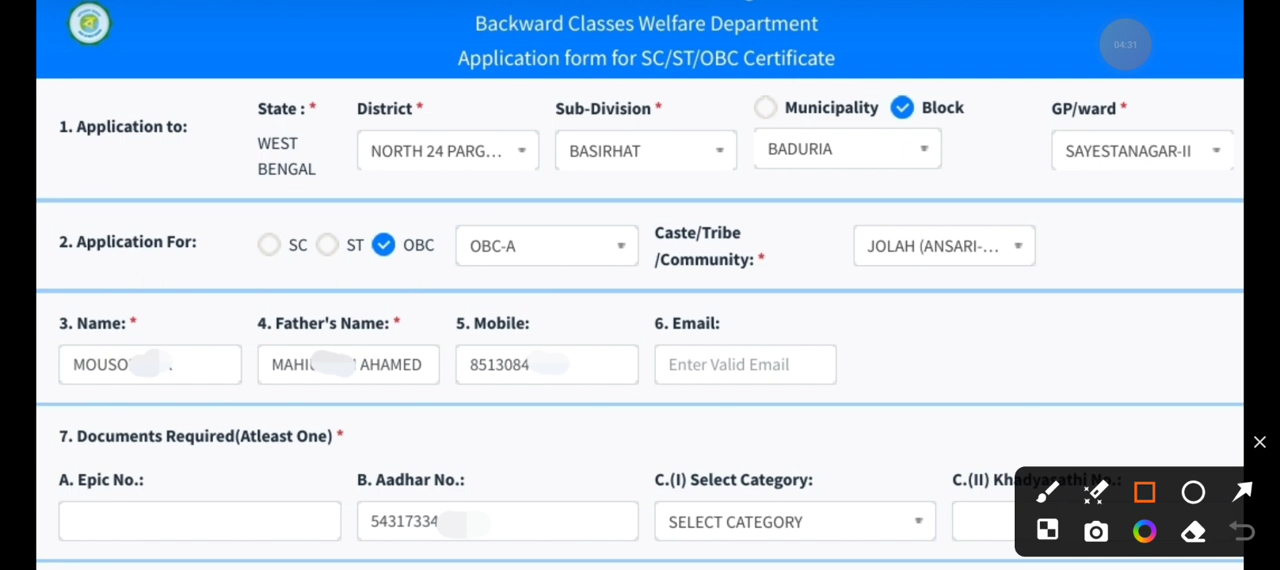 Backward Classes Welfare Department
Application form for SC/ST/OBC Certificate
04:31
1. Application to:
State : *
WEST
BENGAL
District *
NORTH 24 PARG...
Sub-Division *
BASIRHAT
Municipality Block
BADURIA
GP/ward *
SAYESTANAGAR-II
2. Application For:
SC ST OBC
OBC-A
Caste/Tribe
/Community: *
JOLAH (ANSARI-...
3. Name: * 4. Father's Name: * 5. Mobile: 6. Email:
MOUSO MAHI AHAMED 8513084 Enter Valid Email
7. Documents Required(Atleast One) *
A. Epic No.: B. Aadhar No.: C.(I) Select Category: C.(II) Khadyarathi No.:
54317334 SELECT CATEGORY